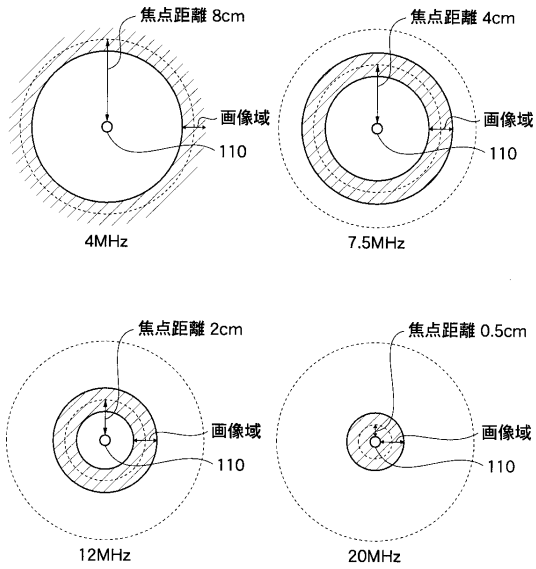 焦点距離 8cm
画像域
110
4MHz
焦点距離 4cm
画像域
110
7.5MHz
焦点距離 2cm
画像域
110
12MHz
焦点距離 0.5cm
画像域
110
20MHz